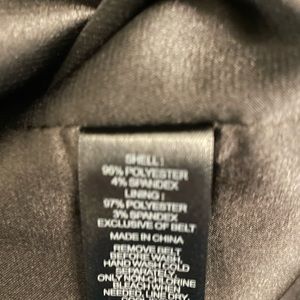 SHELL :
96% POLYESTER
4% SPANDEX
LINING :
97% POLYESTER
3% SPANDEX
EXCLUSIVE OF BELT
MADE IN CHINA
REMOVE BELT
BEFORE WASH,
HAND WASH COLD
SEPARATELY,
ONLY NON-CHLORINE
BLEACH WHEN
NEEDED, LINE DRY,